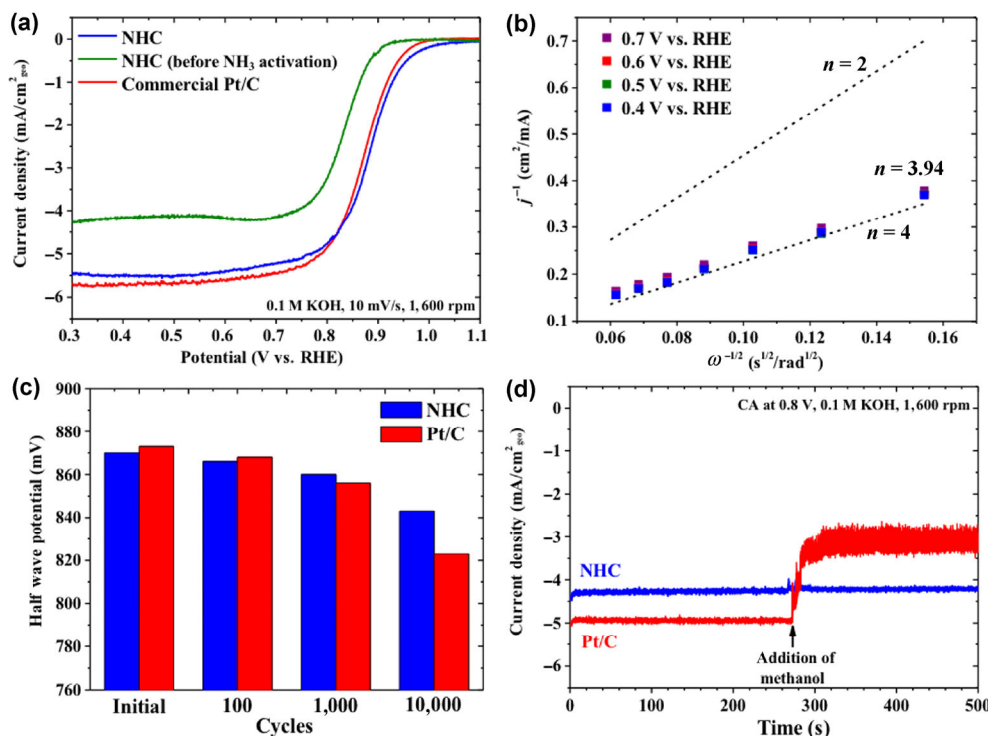 (a)
NHC
NHC (before NH₃ activation)
Commercial Pt/C
0
−1
−2
−3
−4
−5
−6
Current density (mA/cm²geo)
0.1 M KOH, 10 mV/s, 1,600 rpm
0.3 0.4 0.5 0.6 0.7 0.8 0.9 1.0 1.1
Potential (V vs. RHE)
(b)
0.7 V vs. RHE
0.6 V vs. RHE
0.5 V vs. RHE
0.4 V vs. RHE
n = 2
n = 3.94
n = 4
0.7
0.6
0.5
0.4
0.3
0.2
0.1
j⁻¹ (cm²/mA)
0.04 0.06 0.08 0.10 0.12 0.14 0.16
ω⁻¹/² (s¹/²/rad¹/²)
(c)
NHC
Pt/C
900
880
860
840
820
800
780
760
Half wave potential (mV)
Initial 100 1,000 10,000
Cycles
(d)
CA at 0.8 V, 0.1 M KOH, 1,600 rpm
0
−1
−2
−3
−4
−5
−6
Current density (mA/cm²geo)
NHC
Pt/C
Addition of
methanol
0 100 200 300 400 500
Time (s)